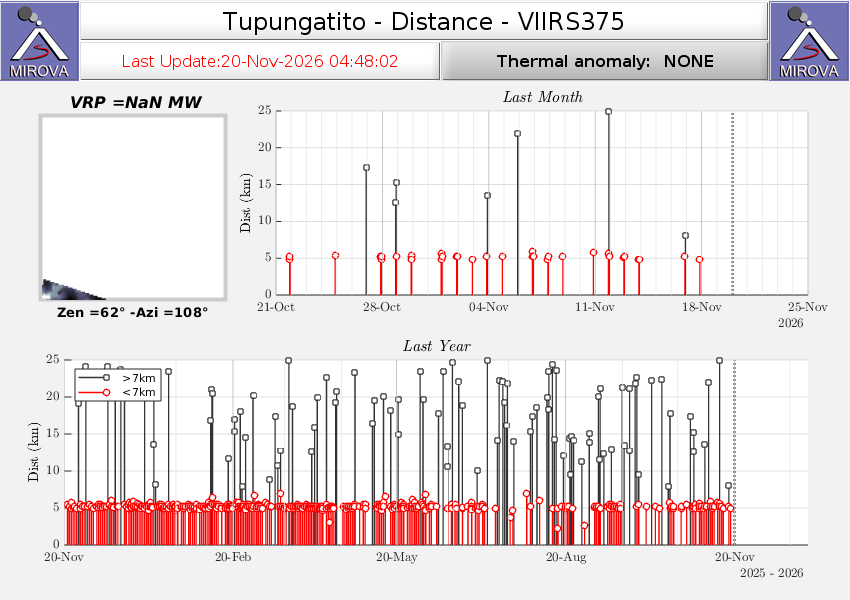 Tupungatito - Distance - VIIRS375
MIROVA
Last Update:20-Nov-2026 04:48:02
Thermal anomaly: NONE
MIROVA
VRP =NaN MW
Zen =62° -Azi =108°
Last Month
Dist (km)
25
20
15
10
5
0
21-Oct
28-Oct
04-Nov
11-Nov
18-Nov
25-Nov
2026
Last Year
Dist (km)
25
20
15
10
5
0
>7km
<7km
20-Nov
20-Feb
20-May
20-Aug
20-Nov
2025 - 2026